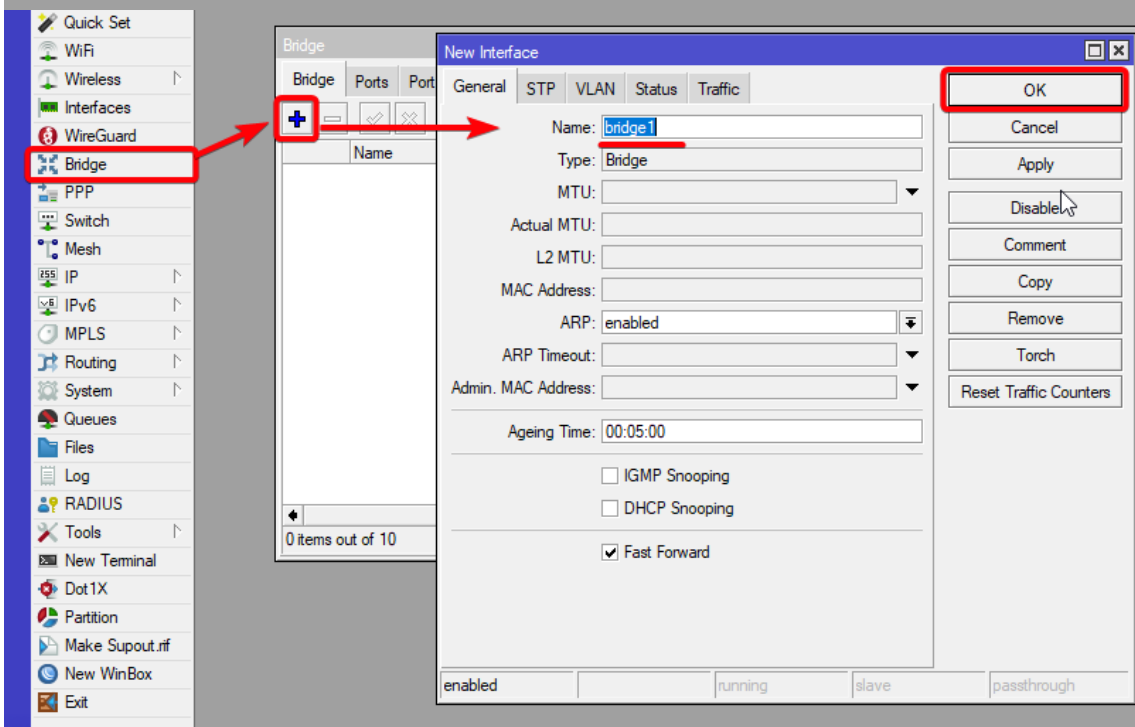 Quick Set
WiFi
Wireless
Interfaces
WireGuard
Bridge
PPP
Switch
Mesh
IP
IPv6
MPLS
Routing
System
Queues
Files
Log
RADIUS
Tools
New Terminal
Dot1X
Partition
Make Supout.rif
New WinBox
Exit
Bridge
Bridge Ports Port
Name
0 items out of 10
New Interface
General STP VLAN Status Traffic
Name: bridge1
Type: Bridge
MTU:
Actual MTU:
L2 MTU:
MAC Address:
ARP: enabled
ARP Timeout:
Admin. MAC Address:
Ageing Time: 00:05:00
IGMP Snooping
DHCP Snooping
Fast Forward
OK
Cancel
Apply
Disable
Comment
Copy
Remove
Torch
Reset Traffic Counters
enabled running slave passthrough